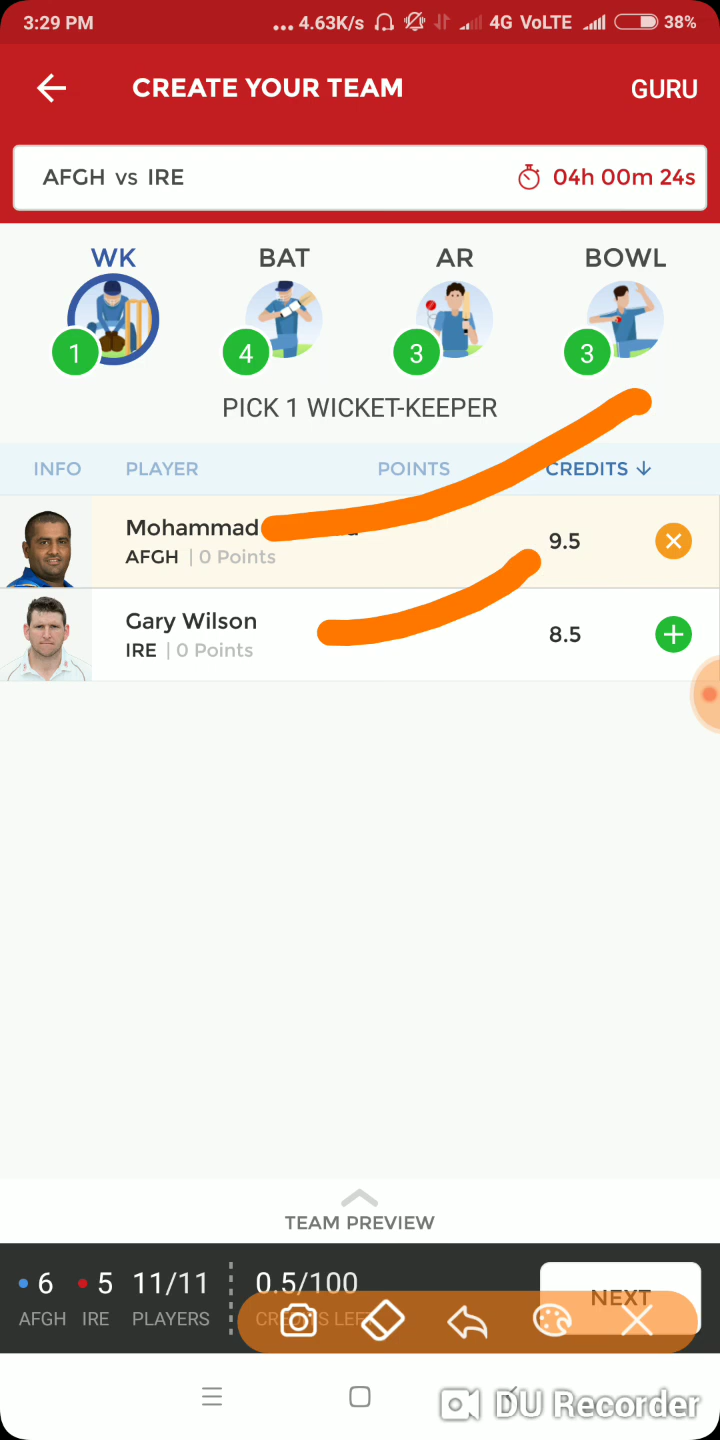 3:29 PM ... 4.63K/s 4G VoLTE 38%
CREATE YOUR TEAM GURU
AFGH vs IRE 04h 00m 24s
WK BAT AR BOWL
1 4 3 3
PICK 1 WICKET-KEEPER
INFO PLAYER POINTS CREDITS
Mohammad
AFGH | 0 Points 9.5
Gary Wilson
IRE | 0 Points 8.5
TEAM PREVIEW
6 5 11/11 0.5/100 NEXT
AFGH IRE PLAYERS CREDITS LEFT
DU Recorder